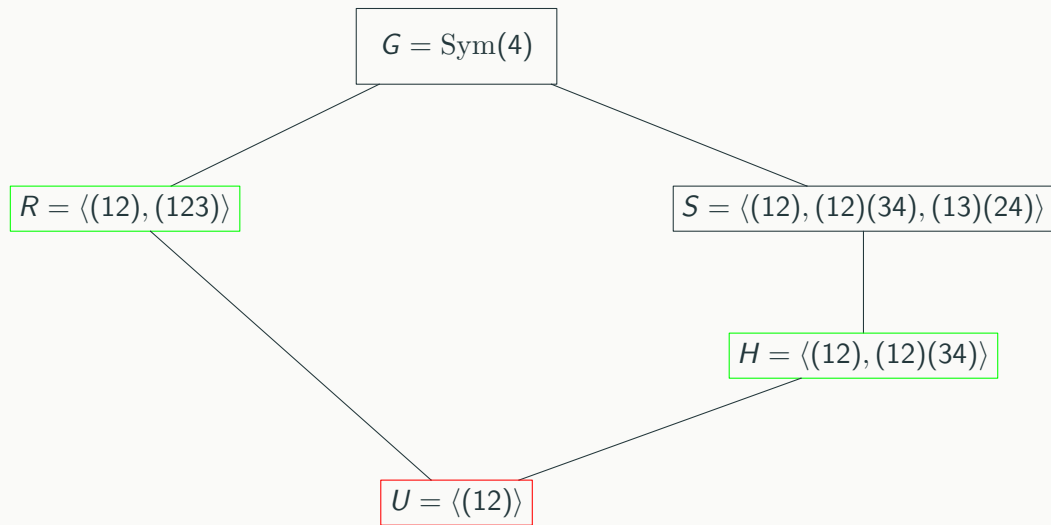 G = Sym(4)
R = ⟨(12), (123)⟩
S = ⟨(12), (12)(34), (13)(24)⟩
H = ⟨(12), (12)(34)⟩
U = ⟨(12)⟩